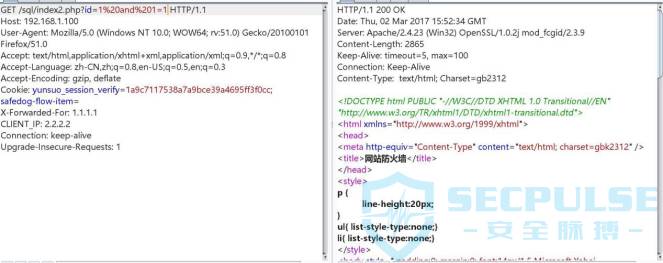 GET /sql/index2.php?id=1%20and%201=1 HTTP/1.1
Host: 192.168.1.100
User-Agent: Mozilla/5.0 (Windows NT 10.0; WOW64; rv:51.0) Gecko/20100101
Firefox/51.0
Accept: text/html,application/xhtml+xml,application/xml;q=0.9,*/*;q=0.8
Accept-Language: zh-CN,zh;q=0.8,en-US;q=0.5,en;q=0.3
Accept-Encoding: gzip, deflate
Cookie: yunsuo_session_verify=1a9c7117538a7a9bce39a4695ff3f0cc;
safedog-flow-item=
X-Forwarded-For: 1.1.1.1
CLIENT_IP: 2.2.2.2
Connection: keep-alive
Upgrade-Insecure-Requests: 1
HTTP/1.1 200 OK
Date: Thu, 02 Mar 2017 15:52:34 GMT
Server: Apache/2.4.23 (Win32) OpenSSL/1.0.2j mod_fcgid/2.3.9
Content-Length: 2865
Keep-Alive: timeout=5, max=100
Connection: Keep-Alive
Content-Type: text/html; Charset=gb2312
<!DOCTYPE html PUBLIC "-//W3C//DTD XHTML 1.0 Transitional//EN"
"http://www.w3.org/TR/xhtml1/DTD/xhtml1-transitional.dtd">
<html xmlns="http://www.w3.org/1999/xhtml">
<head>
<meta http-equiv="Content-Type" content="text/html; charset=gbk2312" />
<title>网站防火墙</title>
</head>
<style>
p {
line-height:20px;
}
ul{ list-style-type:none;}
li{ list-style-type:none;}
</style>
SECPULSE
安全脉搏